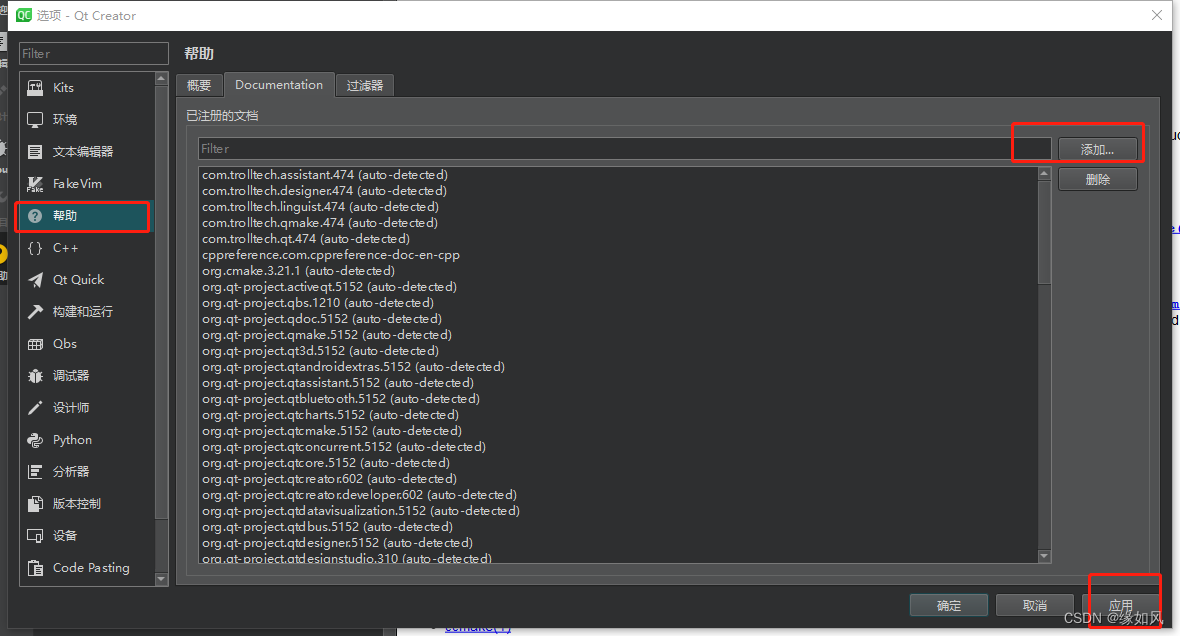 选项 - Qt Creator
Filter
Kits
环境
文本编辑器
FakeVim
帮助
C++
Qt Quick
构建和运行
Qbs
调试器
设计师
Python
分析器
版本控制
设备
Code Pasting
帮助
概要 Documentation 过滤器
已注册的文档
Filter
添加...
删除
com.trolltech.assistant.474 (auto-detected)
com.trolltech.designer.474 (auto-detected)
com.trolltech.linguist.474 (auto-detected)
com.trolltech.qmake.474 (auto-detected)
com.trolltech.qt.474 (auto-detected)
cppreference.com.cppreference-doc-en-cpp
org.cmake.3.21.1 (auto-detected)
org.qt-project.activeqt.5152 (auto-detected)
org.qt-project.qbs.1210 (auto-detected)
org.qt-project.qdoc.5152 (auto-detected)
org.qt-project.qmake.5152 (auto-detected)
org.qt-project.qt3d.5152 (auto-detected)
org.qt-project.qtandroidextras.5152 (auto-detected)
org.qt-project.qtassistant.5152 (auto-detected)
org.qt-project.qtbluetooth.5152 (auto-detected)
org.qt-project.qtcharts.5152 (auto-detected)
org.qt-project.qtcmake.5152 (auto-detected)
org.qt-project.qtconcurrent.5152 (auto-detected)
org.qt-project.qtcore.5152 (auto-detected)
org.qt-project.qtcreator.602 (auto-detected)
org.qt-project.qtcreator.developer.602 (auto-detected)
org.qt-project.qtdatavisualization.5152 (auto-detected)
org.qt-project.qtdbus.5152 (auto-detected)
org.qt-project.qtdesigner.5152 (auto-detected)
org.qt-project.qtdesignstudio.310 (auto-detected)
确定 取消 应用
CSDN @缘如风